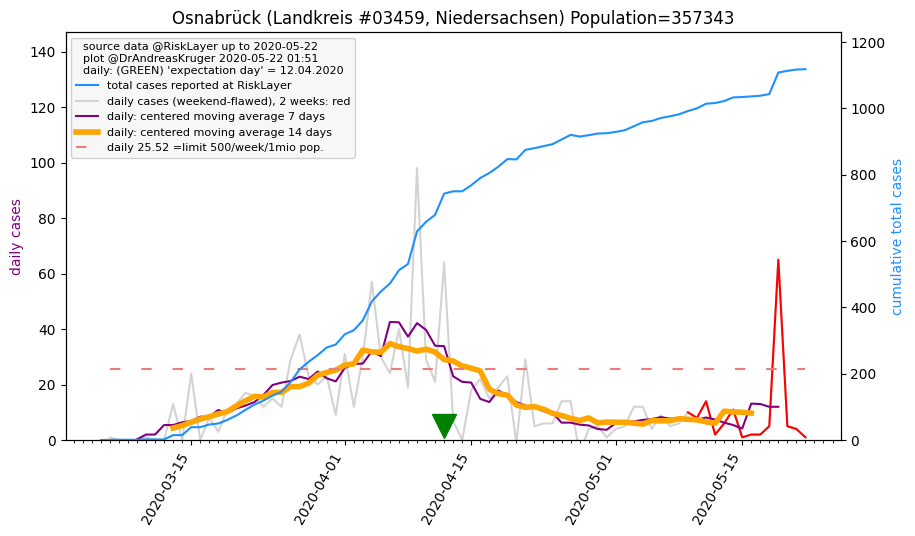 Osnabrück (Landkreis #03459, Niedersachsen) Population=357343
source data @RiskLayer up to 2020-05-22
plot @DrAndreasKruger 2020-05-22 01:51
daily: (GREEN) 'expectation day' = 12.04.2020
total cases reported at RiskLayer
daily cases (weekend-flawed), 2 weeks: red
daily: centered moving average 7 days
daily: centered moving average 14 days
daily 25.52 =limit 500/week/1mio pop.
daily cases
140
120
100
80
60
40
20
0
cumulative total cases
1200
1000
800
600
400
200
0
2020-03-15
2020-04-01
2020-04-15
2020-05-01
2020-05-15